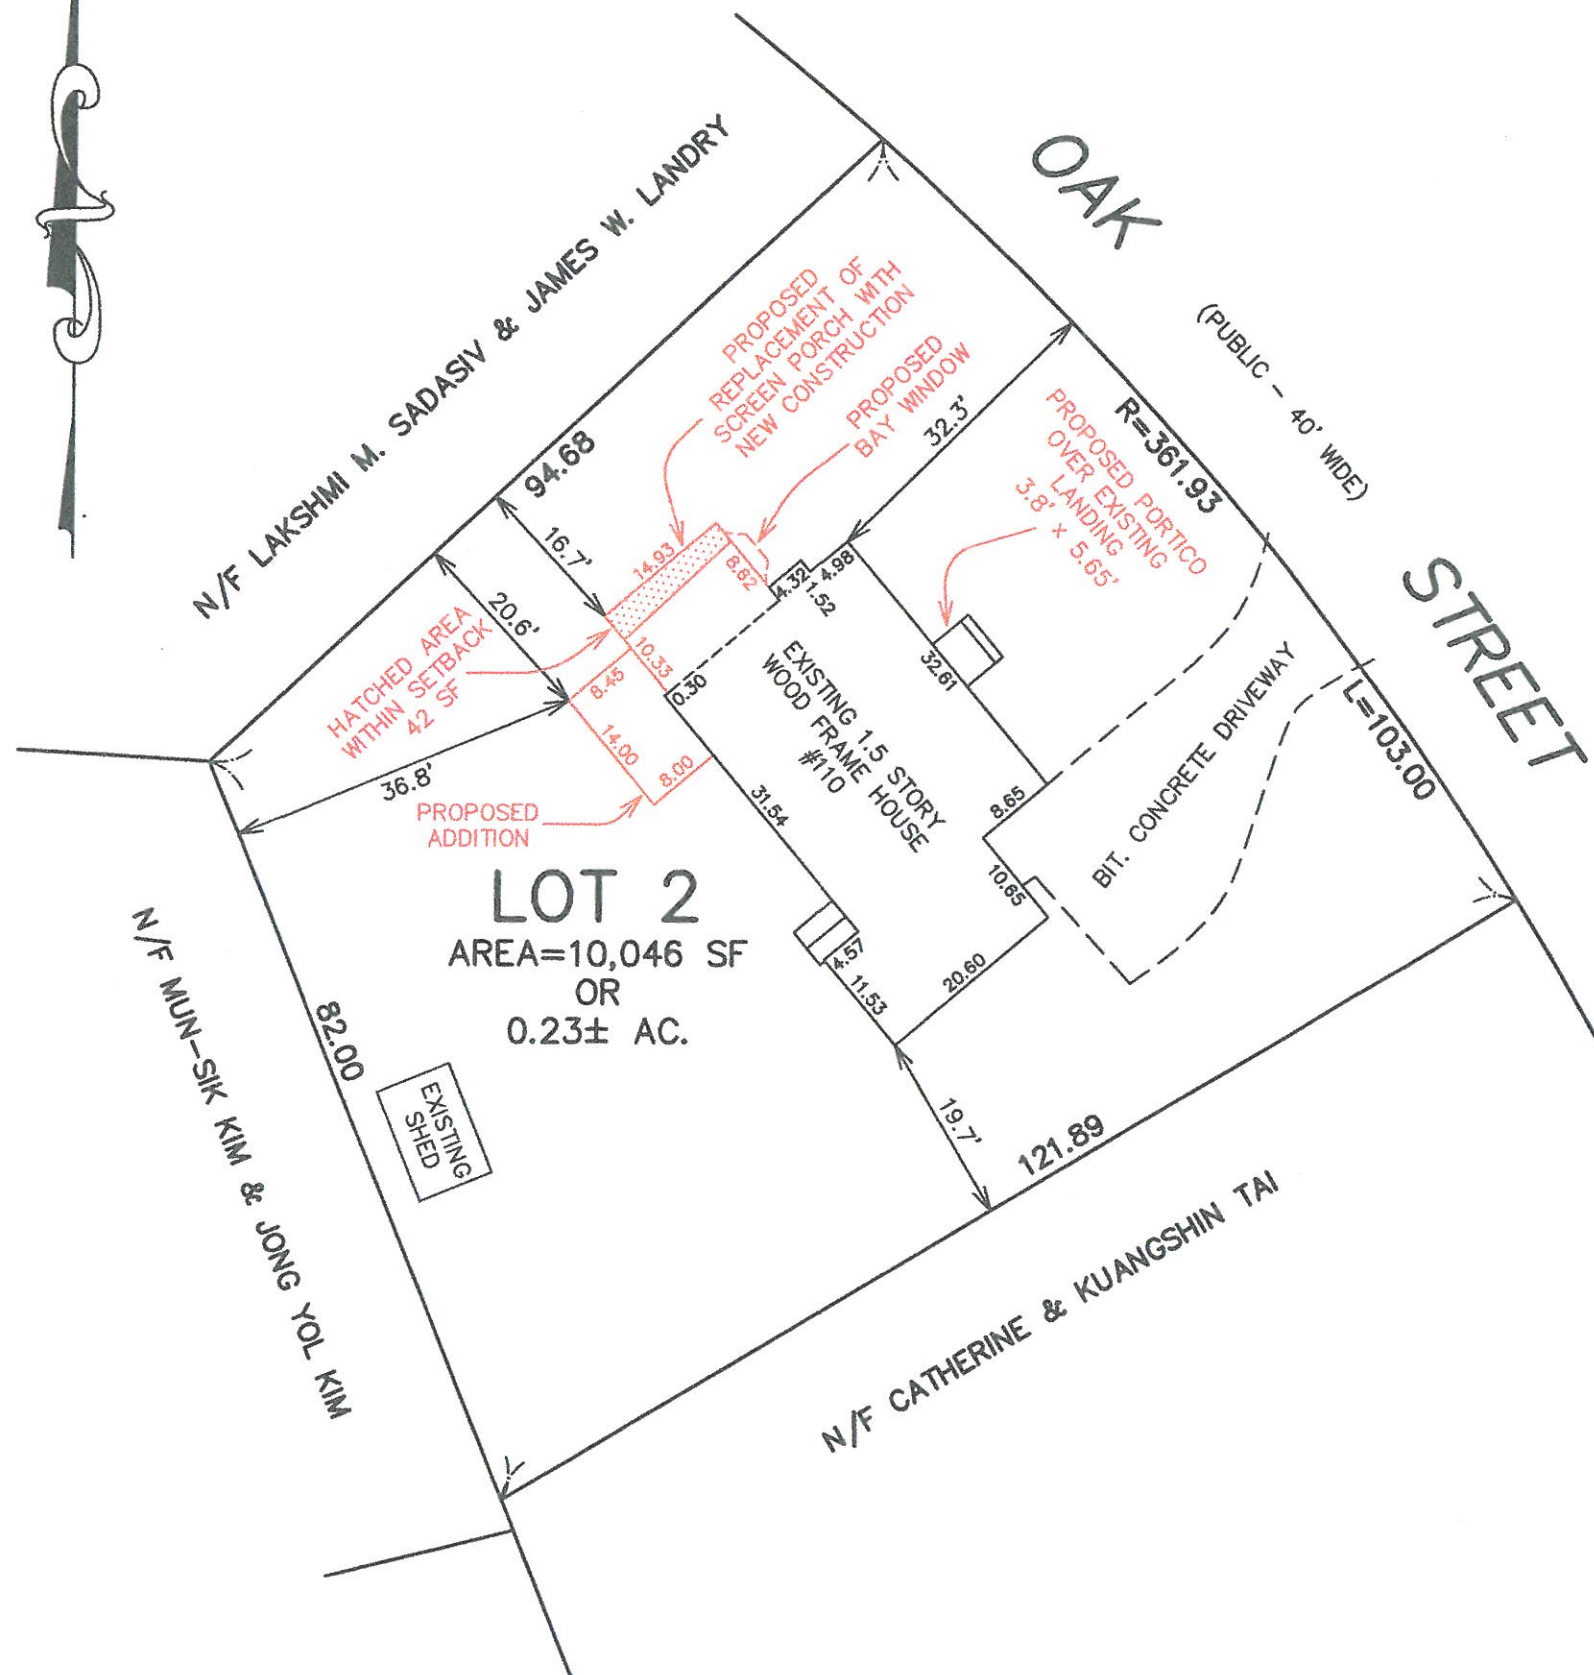 OAK
STREET
(PUBLIC - 40' WIDE)
R=361.93
L=103.00
N/F LAKSHMI M. SADASIV & JAMES W. LANDRY
94.68
PROPOSED
REPLACEMENT OF
SCREEN PORCH WITH
NEW CONSTRUCTION
PROPOSED
BAY WINDOW
32.3'
PROPOSED PORTICO
OVER EXISTING
LANDING
3.8' x 5.65'
16.7'
20.6'
14.93
8.82
4.32
4.98
1.52
HATCHED AREA
WITHIN SETBACK
42 SF
10.33
8.45
0.30
14.00
8.00
36.8'
PROPOSED
ADDITION
EXISTING 1.5 STORY
WOOD FRAME HOUSE
#110
32.61
31.54
8.65
10.65
BIT. CONCRETE DRIVEWAY
4.57
11.53
20.60
19.7'
LOT 2
AREA=10,046 SF
OR
0.23± AC.
82.00
EXISTING
SHED
121.89
N/F MUN-SIK KIM & JONG YOL KIM
N/F CATHERINE & KUANGSHIN TAI